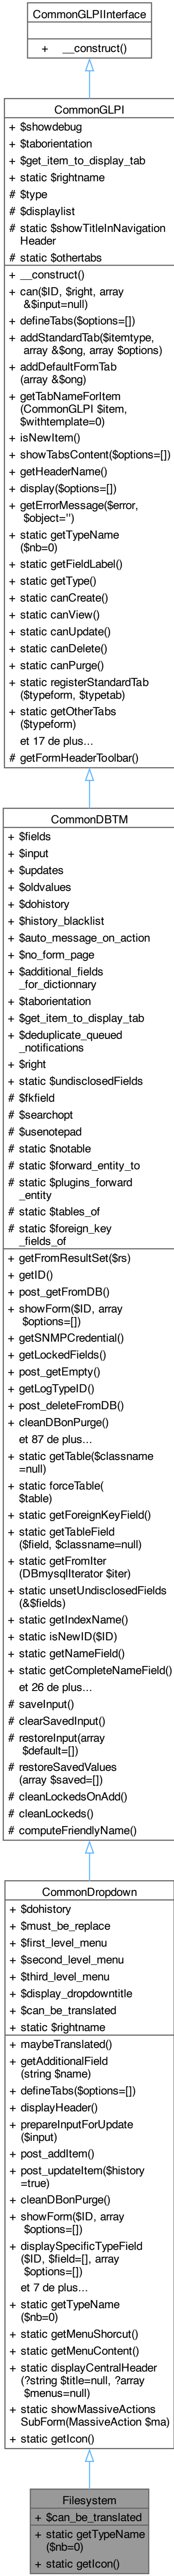 CommonGLPIInterface
+ __construct()
CommonGLPI
+ $showdebug
+ $taborientation
+ $get_item_to_display_tab
+ static $rightname
# $type
# $displaylist
# static $showTitleInNavigation
Header
# static $othertabs
+ __construct()
+ can($ID, $right, array
&$input=null)
+ defineTabs($options=[])
+ addStandardTab($itemtype,
array &$ong, array $options)
+ addDefaultFormTab
(array &$ong)
+ getTabNameForItem
(CommonGLPI $item,
$withtemplate=0)
+ isNewItem()
+ showTabsContent($options=[])
+ getHeaderName()
+ display($options=[])
+ getErrorMessage($error,
$object='')
+ static getTypeName
($nb=0)
+ static getFieldLabel()
+ static getType()
+ static canCreate()
+ static canView()
+ static canUpdate()
+ static canDelete()
+ static canPurge()
+ static registerStandardTab
($typeform, $typetab)
+ static getOtherTabs
($typeform)
et 17 de plus...
# getFormHeaderToolbar()
CommonDBTM
+ $fields
+ $input
+ $updates
+ $oldvalues
+ $dohistory
+ $history_blacklist
+ $auto_message_on_action
+ $no_form_page
+ $additional_fields
_for_dictionnary
+ $taborientation
+ $get_item_to_display_tab
+ $deduplicate_queued
_notifications
+ $right
+ static $undisclosedFields
# $fkfield
# $searchopt
# $usenotepad
# static $notable
# static $forward_entity_to
# static $plugins_forward
_entity
# static $tables_of
# static $foreign_key
_fields_of
+ getFromResultSet($rs)
+ getID()
+ post_getFromDB()
+ showForm($ID, array
$options=[])
+ getSNMPCredential()
+ getLockedFields()
+ post_getEmpty()
+ getLogTypeID()
+ post_deleteFromDB()
+ cleanDBonPurge()
et 87 de plus...
+ static getTable($classname
=null)
+ static forceTable(
$table)
+ static getForeignKeyField()
+ static getTableField
($field, $classname=null)
+ static getFromIter
(DBmysqlIterator $iter)
+ static unsetUndisclosedFields
(&$fields)
+ static getIndexName()
+ static isNewID($ID)
+ static getNameField()
+ static getCompleteNameField()
et 26 de plus...
# saveInput()
# clearSavedInput()
# restoreInput(array
$default=[])
# restoreSavedValues
(array $saved=[])
# cleanLockedsOnAdd()
# cleanLockeds()
# computeFriendlyName()
CommonDropdown
+ $dohistory
+ $must_be_replace
+ $first_level_menu
+ $second_level_menu
+ $third_level_menu
+ $display_dropdowntitle
+ $can_be_translated
+ static $rightname
+ maybeTranslated()
+ getAdditionalField
(string $name)
+ defineTabs($options=[])
+ displayHeader()
+ prepareInputForUpdate
($input)
+ post_addItem()
+ post_updateItem($history
=true)
+ cleanDBonPurge()
+ showForm($ID, array
$options=[])
+ displaySpecificTypeField
($ID, $field=[], array
$options=[])
et 7 de plus...
+ static getTypeName
($nb=0)
+ static getMenuShorcut()
+ static getMenuContent()
+ static displayCentralHeader
(?string $title=null, ?array
$menus=null)
+ static showMassiveActions
SubForm(MassiveAction $ma)
+ static getIcon()
Filesystem
+ $can_be_translated
+ static getTypeName
($nb=0)
+ static getIcon()